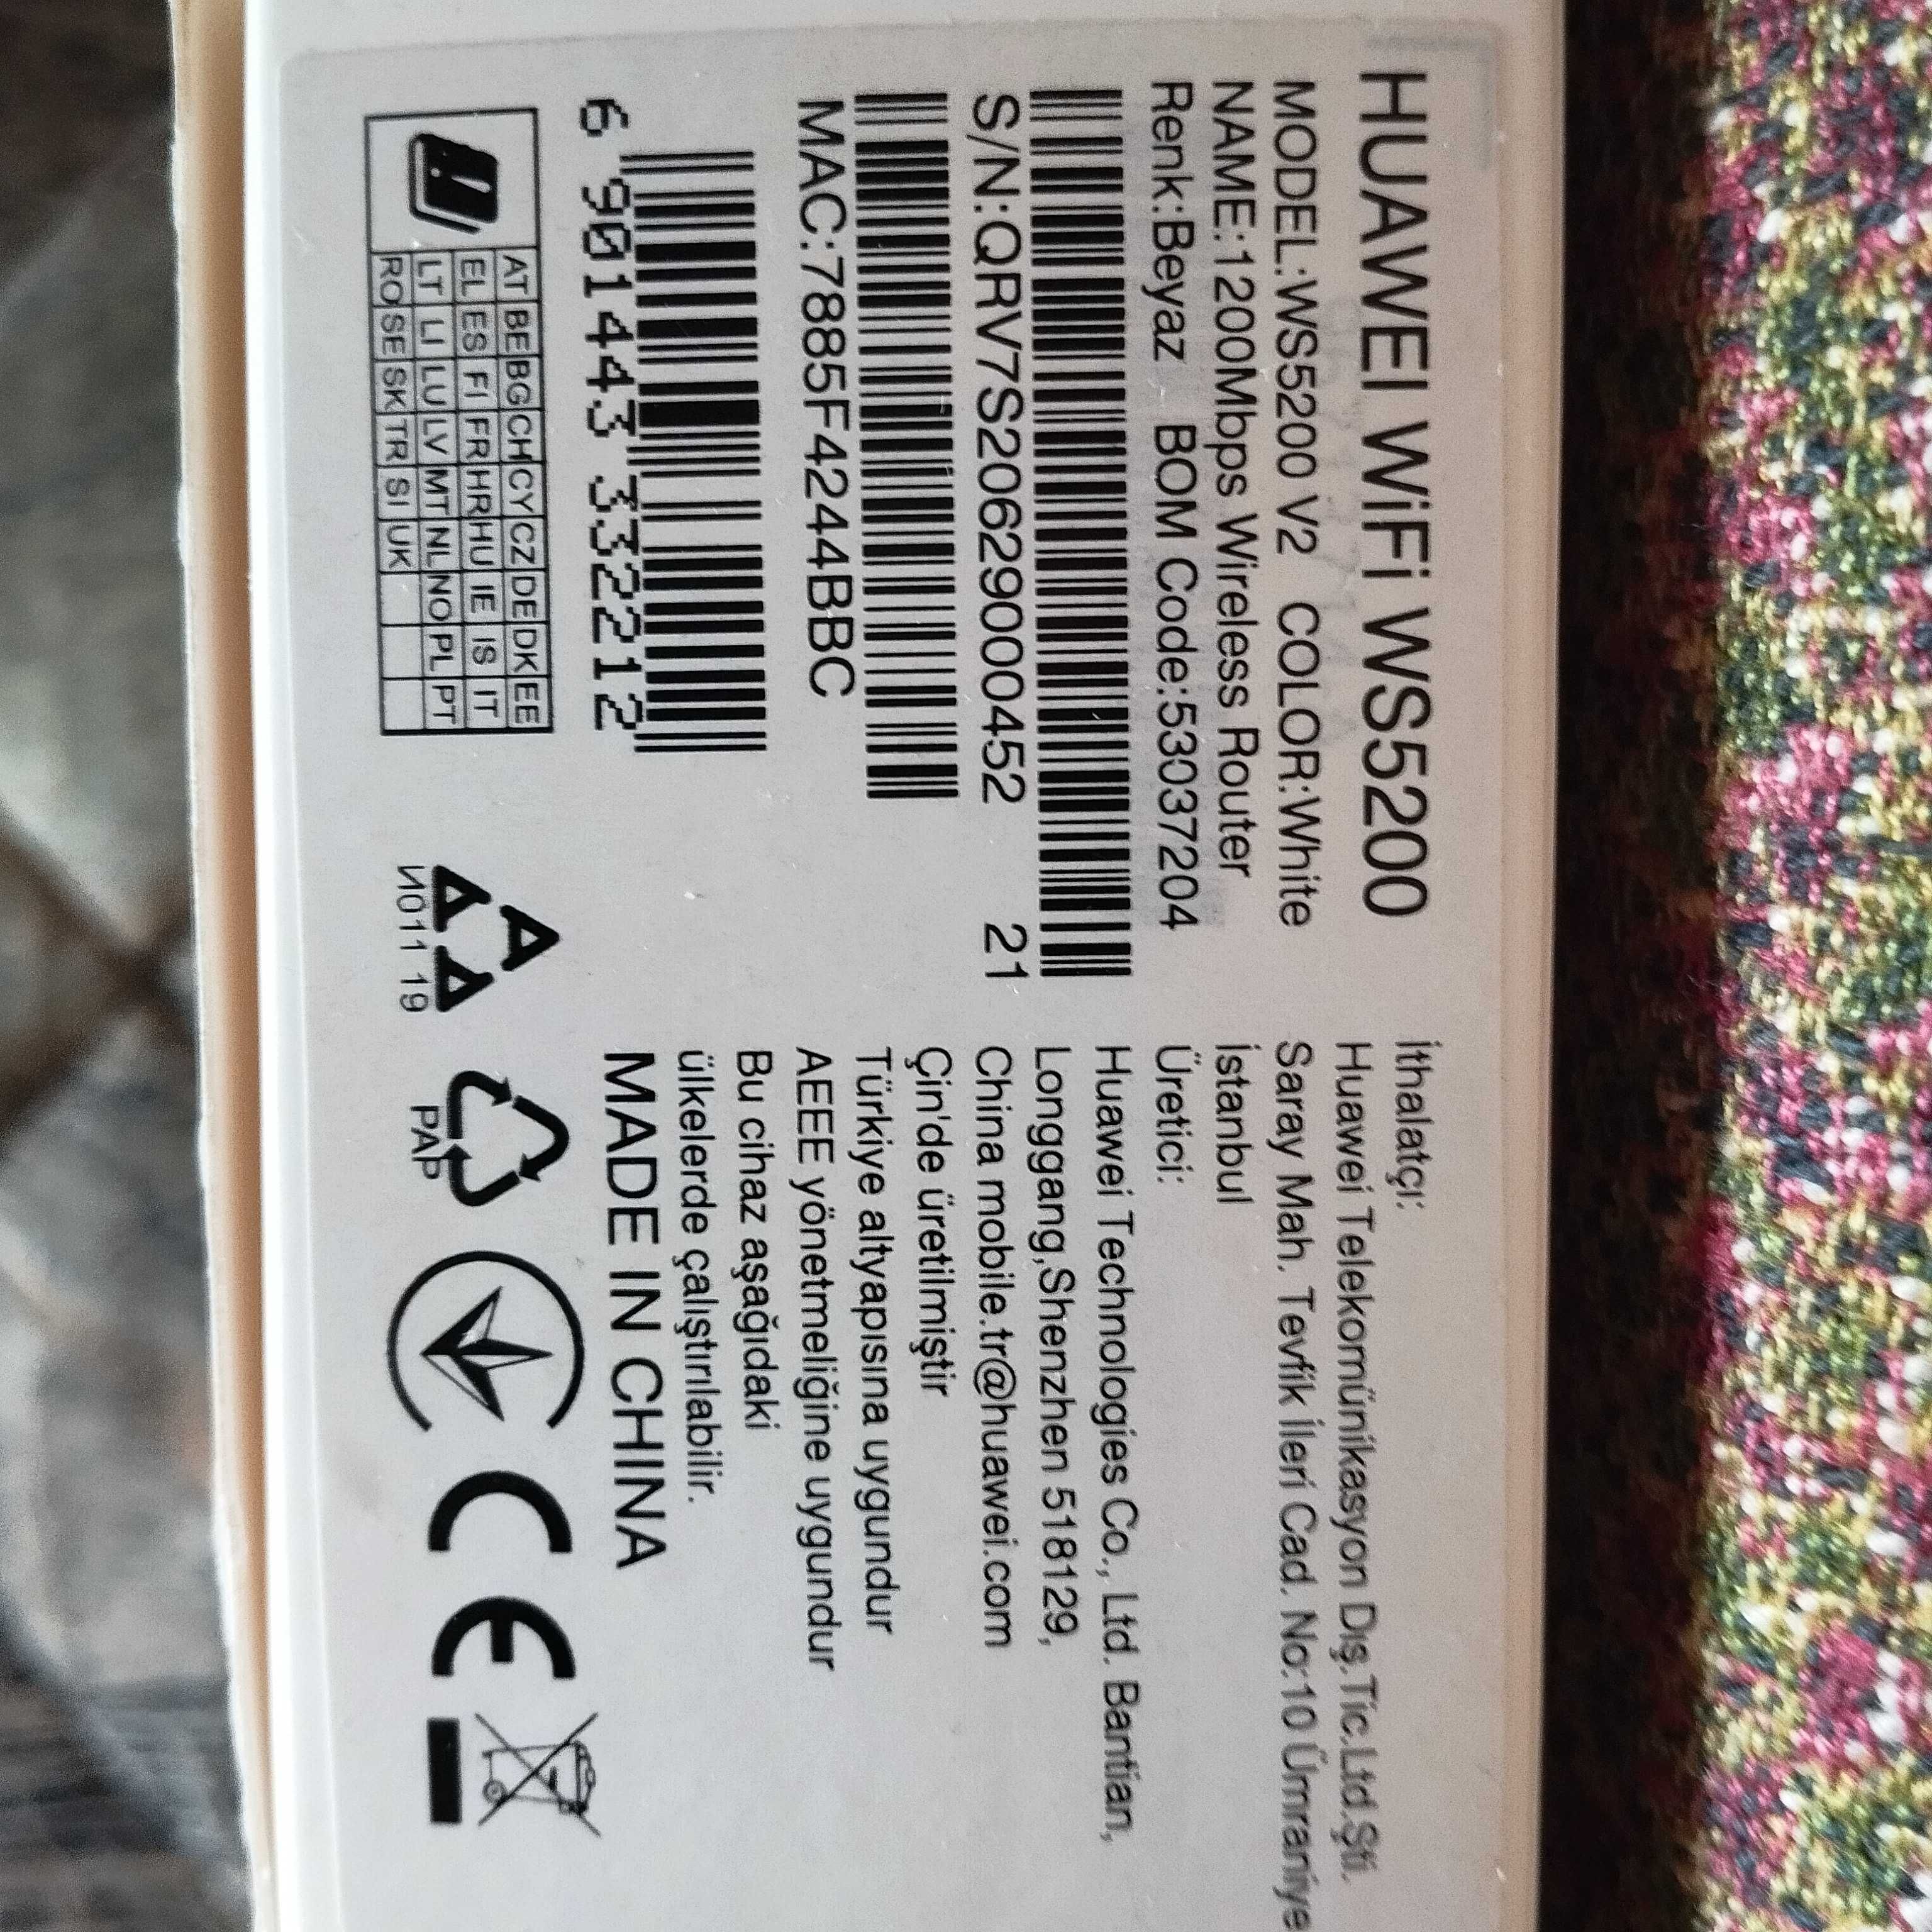 HUAWEI WiFi WS5200
MODEL:WS5200 V2 COLOR:White
NAME:1200Mbps Wireless Router
Renk:Beyaz BOM Code:53037204
S/N:QRV7S20629000452 21
MAC:7885F4244BBC
6 901443 332212
AT BE BG CH CY CZ DE DK EE
EL ES FI FR HR HU IE IS IT
LT LI LU LV MT NL NO PL PT
RO SE SK TR SI UK
И011 19
PAP
İthalatçı:
Huawei Telekomünikasyon Dış.Tic.Ltd.Şti.
Saray Mah. Tevfik İleri Cad. No:10 Ümraniye
İstanbul
Üretici:
Huawei Technologies Co., Ltd. Bantian,
Longgang,Shenzhen 518129,
China mobile.tr@huawei.com
Çin'de üretilmiştir
Türkiye altyapısına uygundur
AEEE yönetmeliğine uygundur
Bu cihaz aşağıdaki
ülkelerde çalıştırılabilir.
MADE IN CHINA
CE